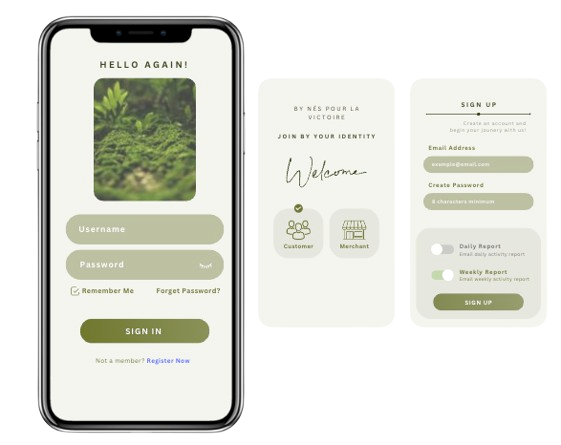 HELLO AGAIN!
Username
Password
Remember Me
Forget Password?
SIGN IN
Not a member? Register Now
BY NÉS POUR LA
VICTOIRE
JOIN BY YOUR IDENTITY
Welcome
Customer
Merchant
SIGN UP
Create an account and
begin your journey with us!
Email Address
example@email.com
Create Password
8 characters minimum
Daily Report
Email daily activity report
Weekly Report
Email weekly activity report
SIGN UP